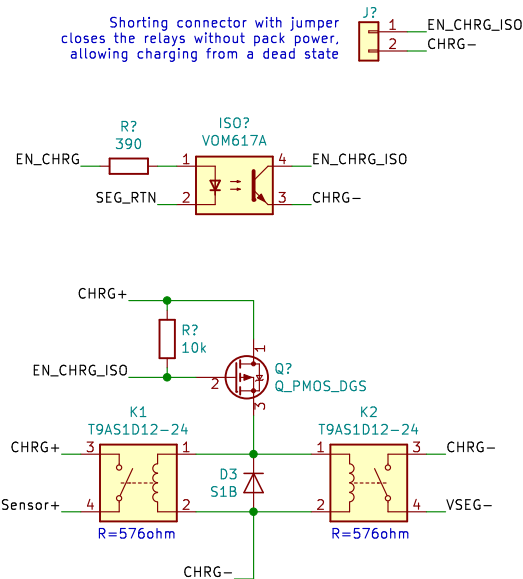 Shorting connector with jumper
closes the relays without pack power,
allowing charging from a dead state
J?
1 EN_CHRG_ISO
2 CHRG-
R?
390
ISO?
VOM617A
EN_CHRG 1 4 EN_CHRG_ISO
SEG_RTN 2 3 CHRG-
CHRG+
R?
10k
1
EN_CHRG_ISO 2
Q?
Q_PMOS_DGS
3
K1
T9AS1D12-24
K2
T9AS1D12-24
CHRG+ 3 1 1 3 CHRG-
D3
S1B
Sensor+ 4 2 2 4 VSEG-
R=576ohm
R=576ohm
CHRG-